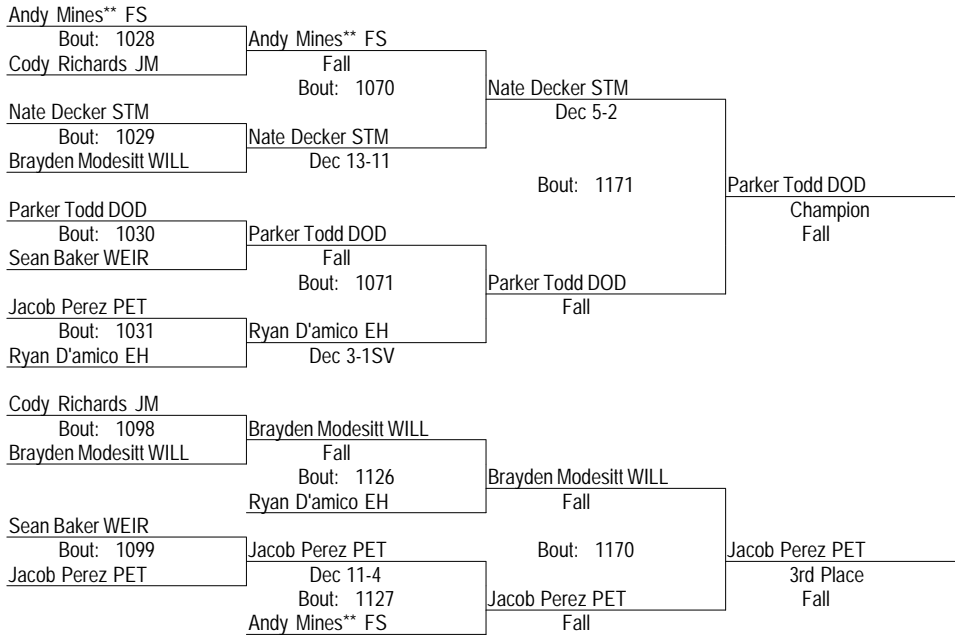 Andy Mines** FS
Bout: 1028
Andy Mines** FS
Cody Richards JM
Fall
Bout: 1070
Nate Decker STM
Nate Decker STM
Dec 5-2
Bout: 1029
Nate Decker STM
Brayden Modesitt WILL
Dec 13-11
Bout: 1171
Parker Todd DOD
Parker Todd DOD
Champion
Bout: 1030
Parker Todd DOD
Fall
Sean Baker WEIR
Fall
Bout: 1071
Parker Todd DOD
Jacob Perez PET
Fall
Bout: 1031
Ryan D'amico EH
Ryan D'amico EH
Dec 3-1SV
Cody Richards JM
Bout: 1098
Brayden Modesitt WILL
Brayden Modesitt WILL
Fall
Bout: 1126
Brayden Modesitt WILL
Ryan D'amico EH
Fall
Sean Baker WEIR
Bout: 1099
Jacob Perez PET
Bout: 1170
Jacob Perez PET
Jacob Perez PET
Dec 11-4
3rd Place
Bout: 1127
Jacob Perez PET
Fall
Andy Mines** FS
Fall